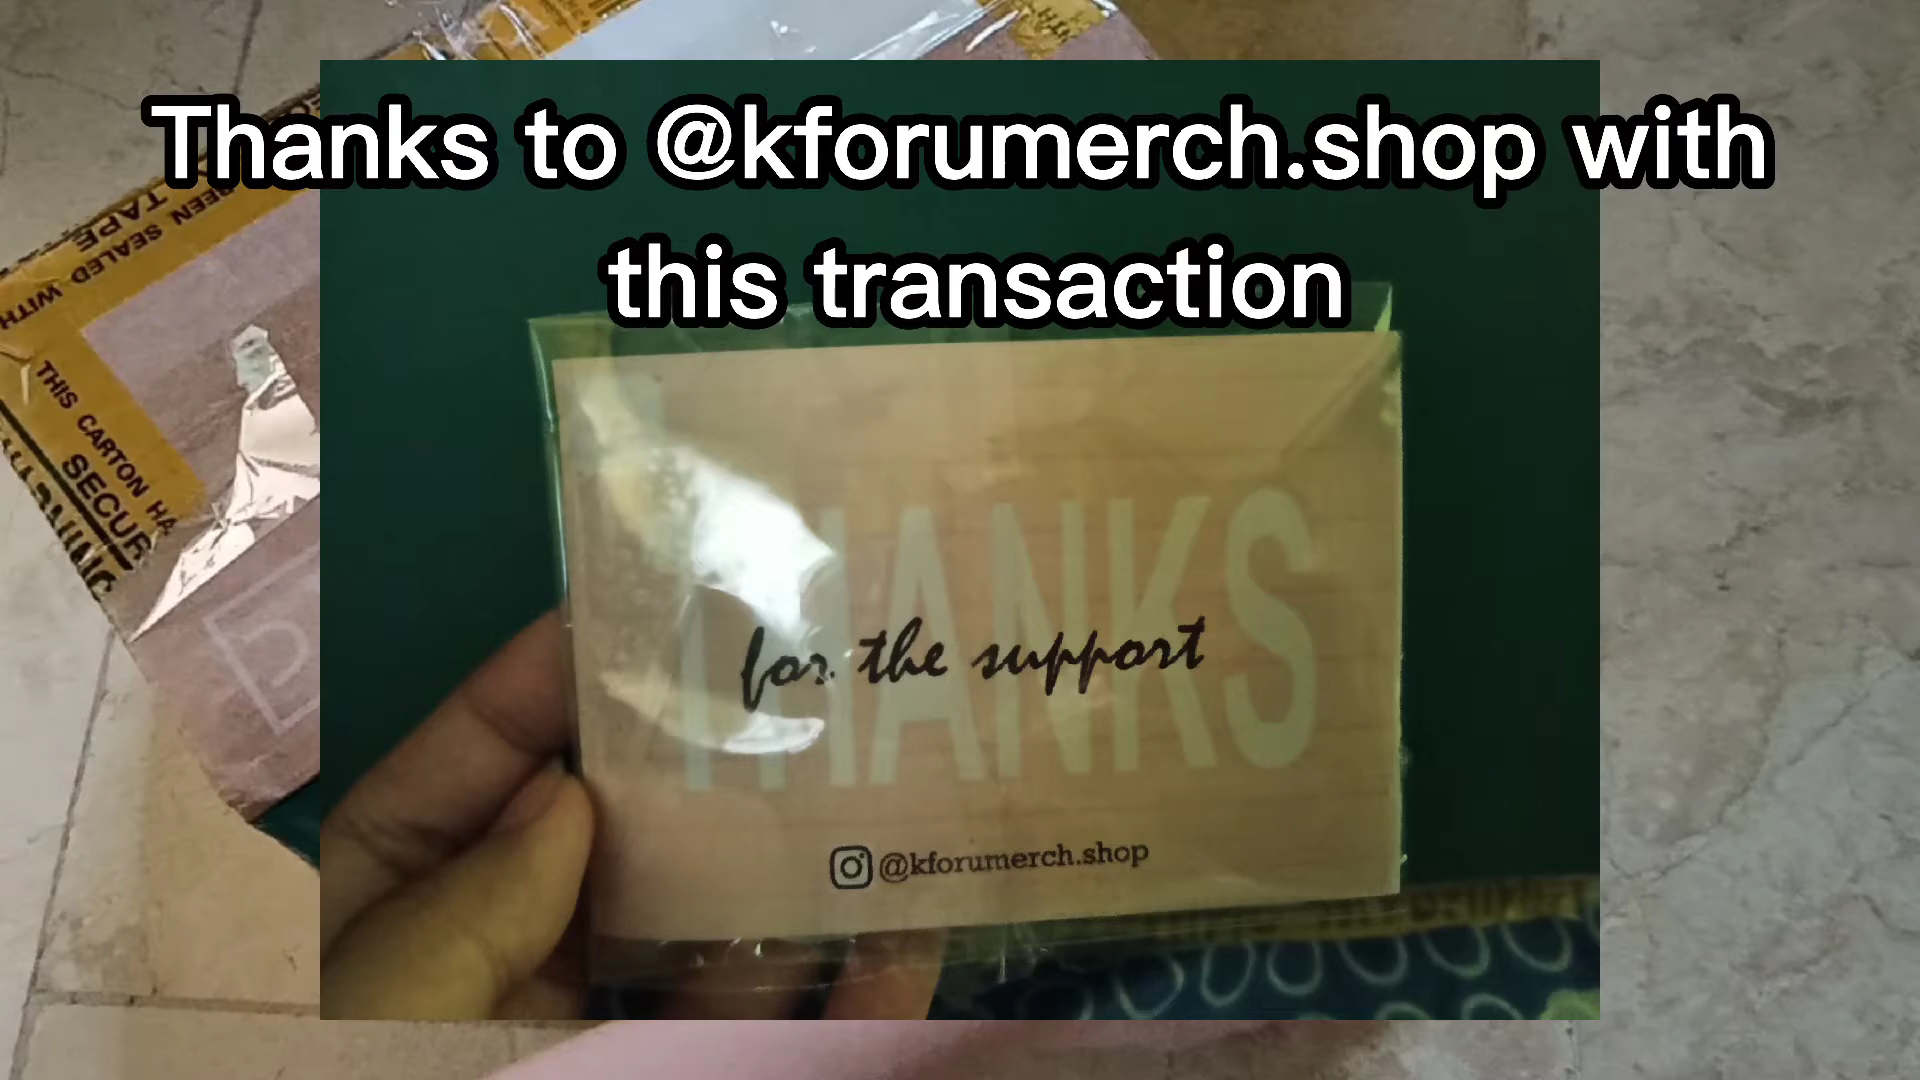 Thanks to @kforumerch.shop with
this transaction
BEEN SEALED WITH
TAPE
THIS CARTON HA
SECUR
THANKS
for the support
@kforumerch.shop